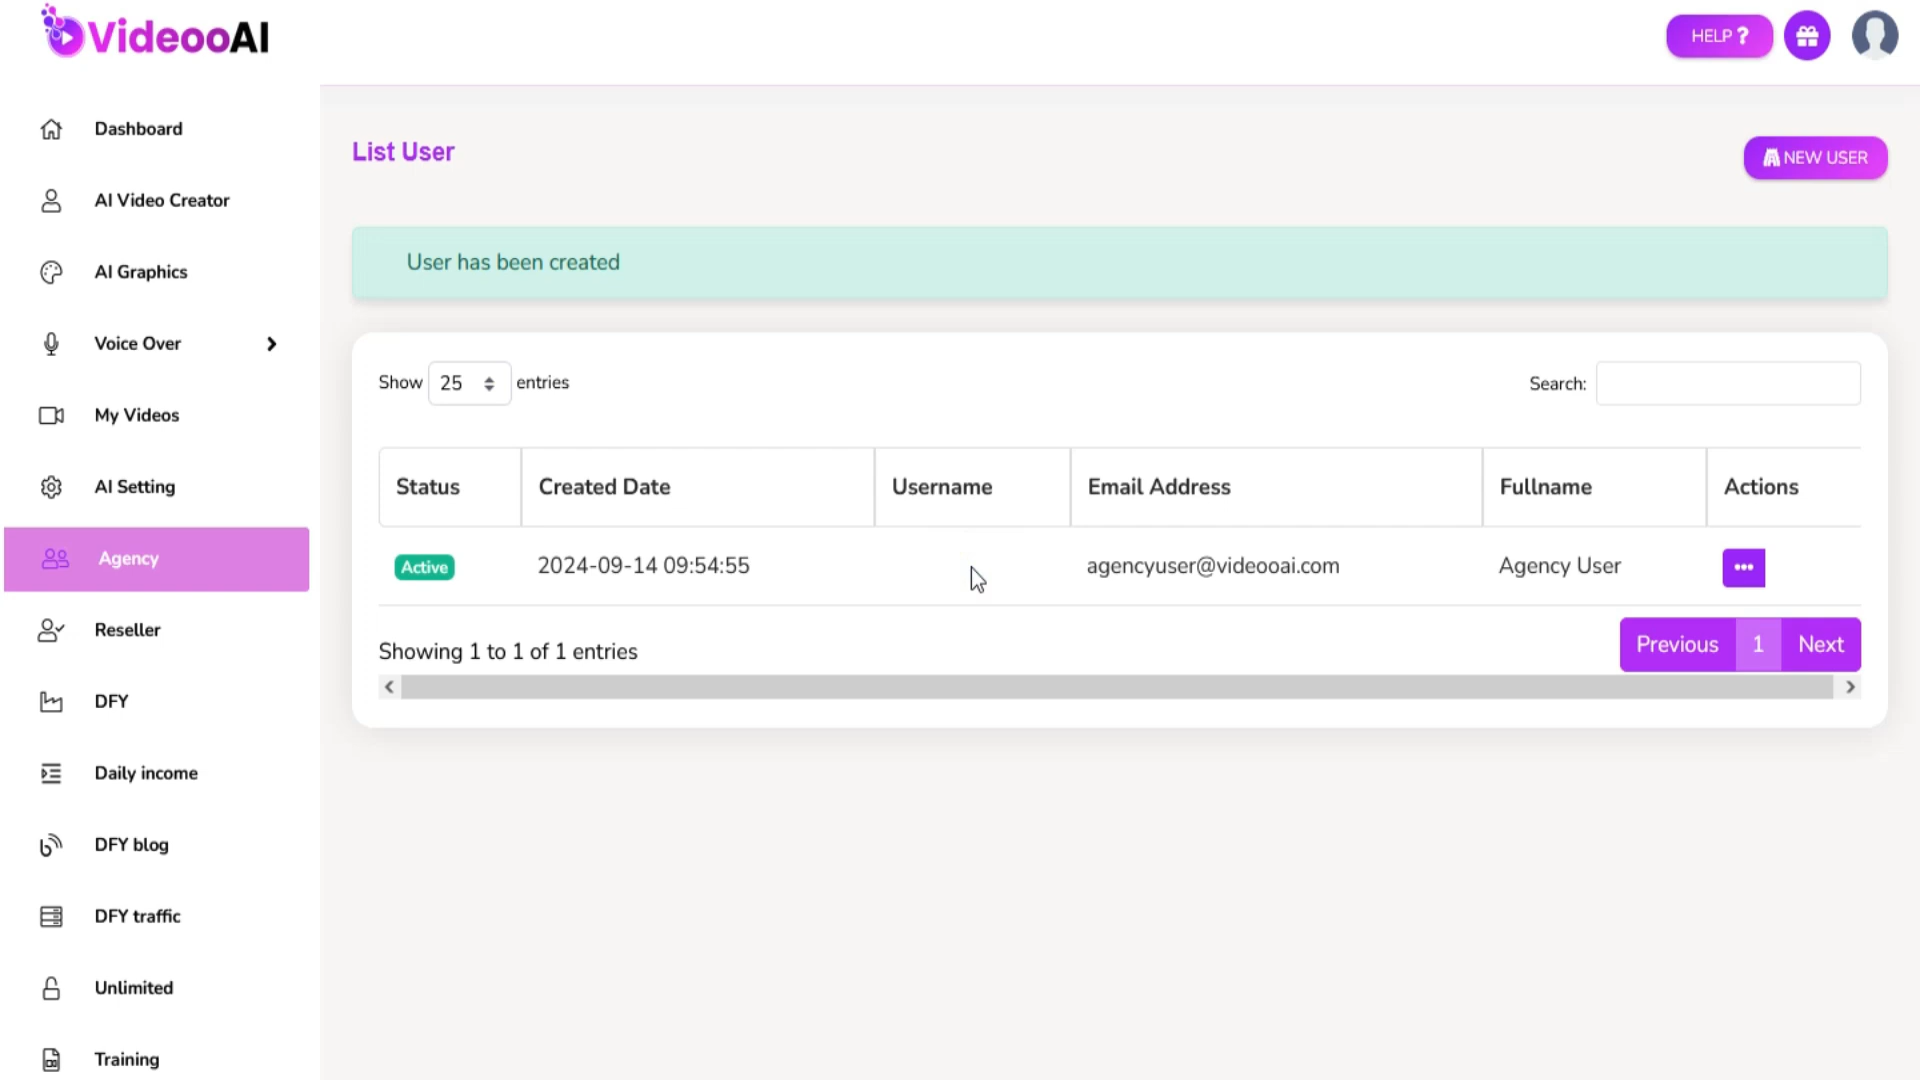 VideooAI
HELP ?
Dashboard
AI Video Creator
AI Graphics
Voice Over
My Videos
AI Setting
Agency
Reseller
DFY
Daily income
DFY blog
DFY traffic
Unlimited
Training
List User
NEW USER
User has been created
Show 25 entries
Search:
Status Created Date Username Email Address Fullname Actions
Active 2024-09-14 09:54:55 agencyuser@videooai.com Agency User
Showing 1 to 1 of 1 entries
Previous 1 Next